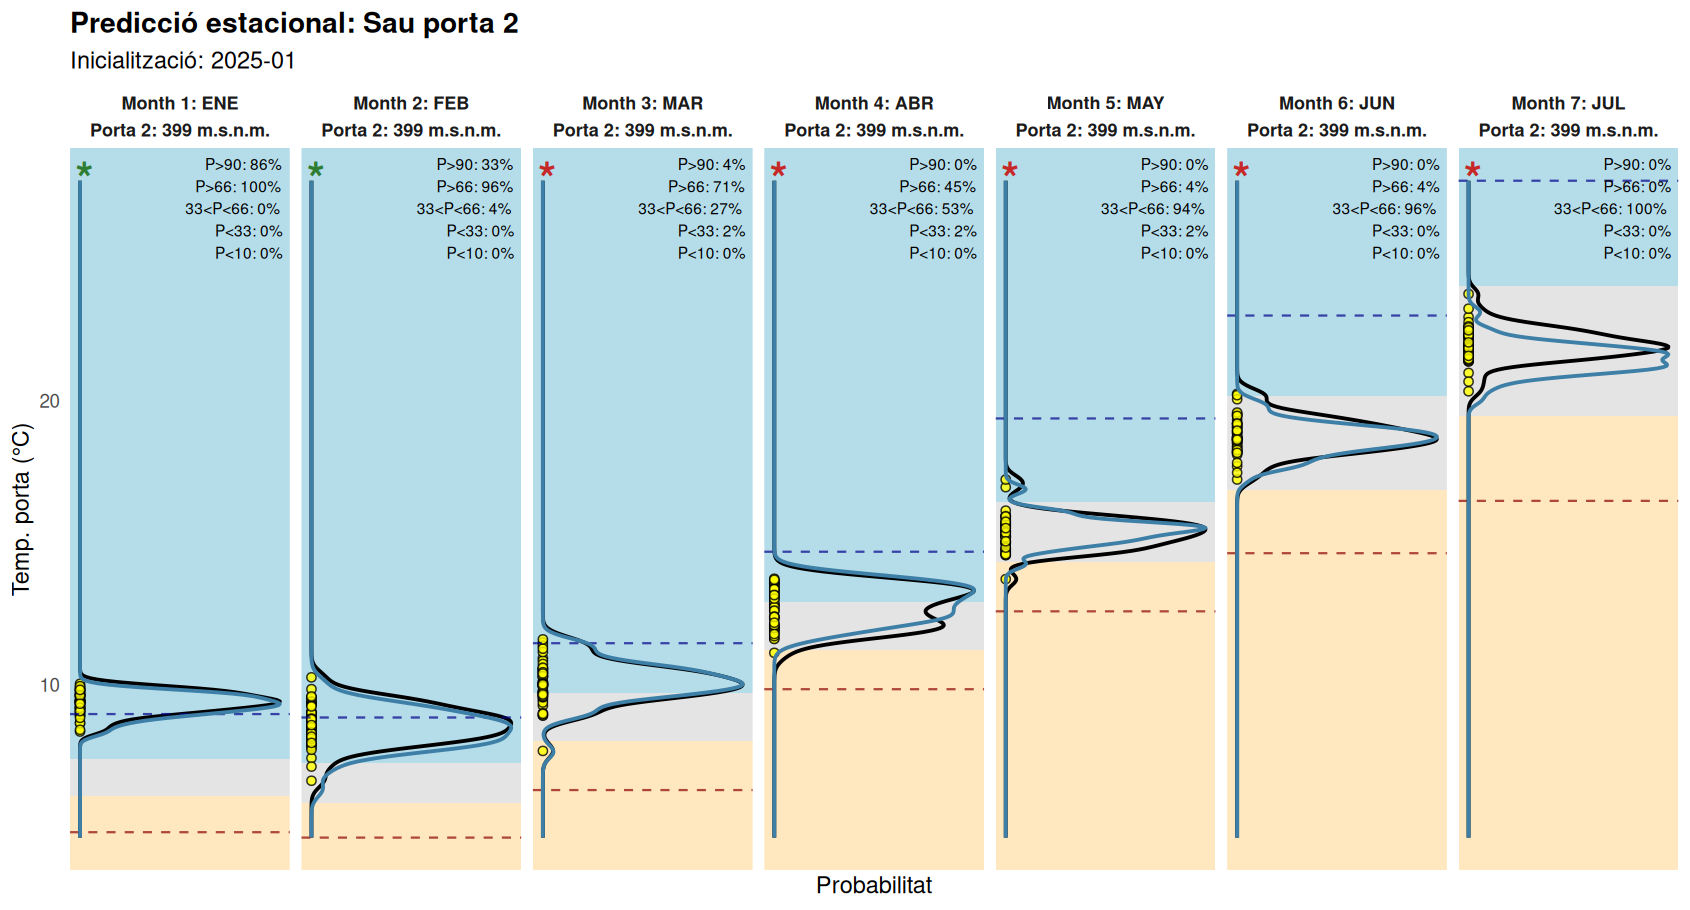 Predicció estacional: Sau porta 2
Inicialització: 2025-01
Month 1: ENE
Porta 2: 399 m.s.n.m.
Month 2: FEB
Porta 2: 399 m.s.n.m.
Month 3: MAR
Porta 2: 399 m.s.n.m.
Month 4: ABR
Porta 2: 399 m.s.n.m.
Month 5: MAY
Porta 2: 399 m.s.n.m.
Month 6: JUN
Porta 2: 399 m.s.n.m.
Month 7: JUL
Porta 2: 399 m.s.n.m.
*
P>90: 86%
P>66: 100%
33<P<66: 0%
P<33: 0%
P<10: 0%
*
P>90: 33%
P>66: 96%
33<P<66: 4%
P<33: 0%
P<10: 0%
*
P>90: 4%
P>66: 71%
33<P<66: 27%
P<33: 2%
P<10: 0%
*
P>90: 0%
P>66: 45%
33<P<66: 53%
P<33: 2%
P<10: 0%
*
P>90: 0%
P>66: 4%
33<P<66: 94%
P<33: 2%
P<10: 0%
*
P>90: 0%
P>66: 4%
33<P<66: 96%
P<33: 0%
P<10: 0%
*
P>90: 0%
P>66: 0%
33<P<66: 100%
P<33: 0%
P<10: 0%
Temp. porta (°C)
20
10
Probabilitat